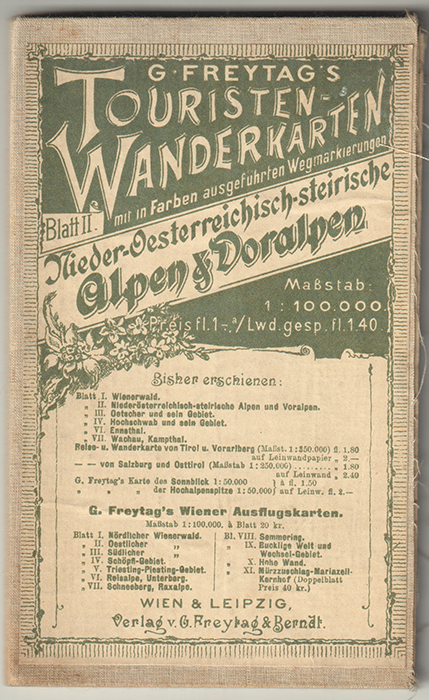 G. FREYTAG'S
TOURISTEN-
WANDERKARTEN
mit in Farben ausgeführten Wegmarkierungen
Blatt II.
Nieder-Oesterreichisch-steirische
Alpen & Voralpen
Maßstab:
1:100.000
Preis fl. 1-. a/Lwd. gesp. fl. 1.40
Bisher erschienen:
Blatt I. Wienerwald.
„ II. Niederösterreichisch-steirische Alpen und Voralpen.
„ III. Oetscher und sein Gebiet.
„ IV. Hochschwab und sein Gebiet.
„ VI. Ennsthal.
„ VII. Wachau, Kampthal.
Reise- u. Wanderkarte von Tirol u. Vorarlberg (Maßst. 1:350.000) fl. 1.80
auf Leinwandpapier „ 2.—
— — von Salzburg und Osttirol (Maßstab 1:250.000) ......... „ 1.80
auf Leinwand „ 2.40
G. Freytag's Karte des Sonnblick 1:50.000 } à fl. 1.50
„ „ „ der Hochalpenspitze 1:50.000 } auf Leinw. fl. 2.—
G. Freytag's Wiener Ausflugskarten.
Maßstab 1:100.000, à Blatt 20 kr.
Blatt I. Nördlicher Wienerwald.
„ II. Oestlicher „
„ III. Südlicher „
„ IV. Schöpfl-Gebiet.
„ V. Triesting-Piesting-Gebiet.
„ VI. Reisalpe, Unterberg.
„ VII. Schneeberg, Raxalpe.
Bl. VIII. Semmering.
„ IX. Bucklige Welt und
Wechsel-Gebiet.
„ X. Hohe Wand.
„ XI. Mürzzuschlag-Mariazell-
Kernhof (Doppelblatt
Preis 40 kr.)
WIEN & LEIPZIG,
Verlag v. G. Freytag & Berndt.